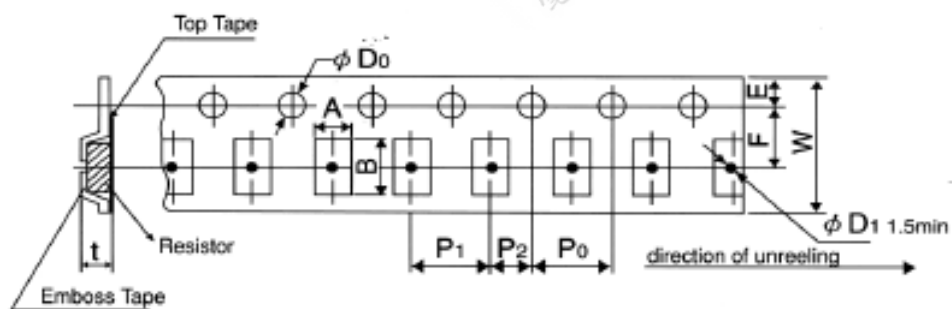 Top Tape
φ D0
A
B
E
F
W
φ D1 1.5min
t
Resistor
P1 P2 P0
direction of unreeling
Emboss Tape